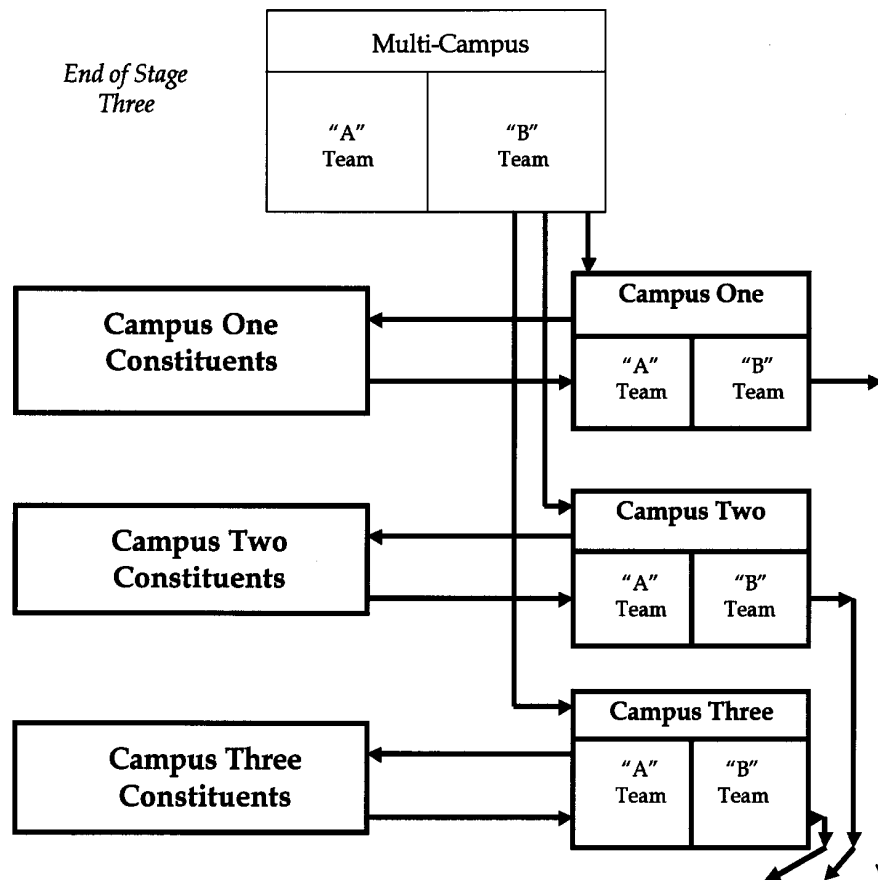 Multi-Campus
End of Stage
Three
“A”
Team
“B”
Team
Campus One
Campus One
Constituents
“A”
Team
“B”
Team
Campus Two
Campus Two
Constituents
“A”
Team
“B”
Team
Campus Three
Campus Three
Constituents
“A”
Team
“B”
Team